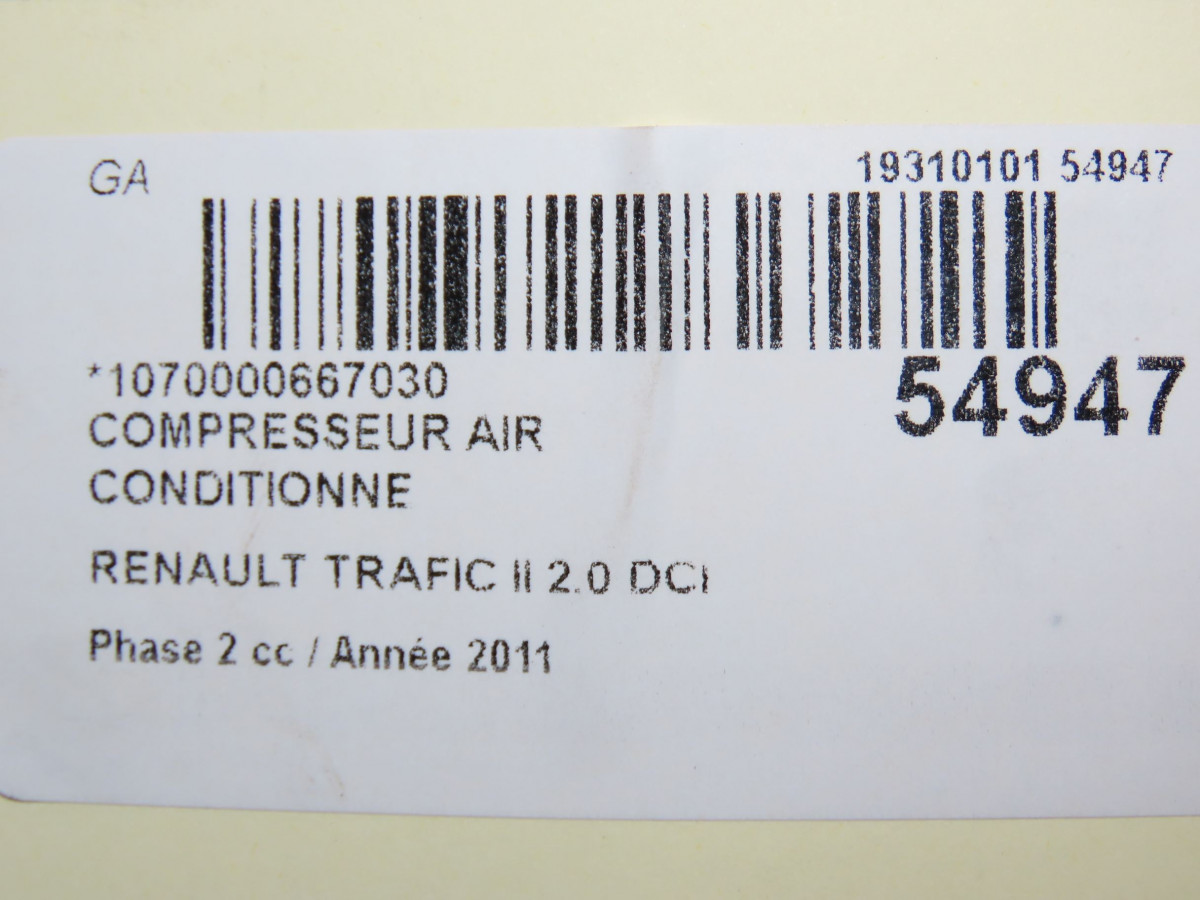 GA
19310101 54947
*1070000667030
54947
COMPRESSEUR AIR
CONDITIONNE
RENAULT TRAFIC II 2.0 DCI
Phase 2 cc / Année 2011